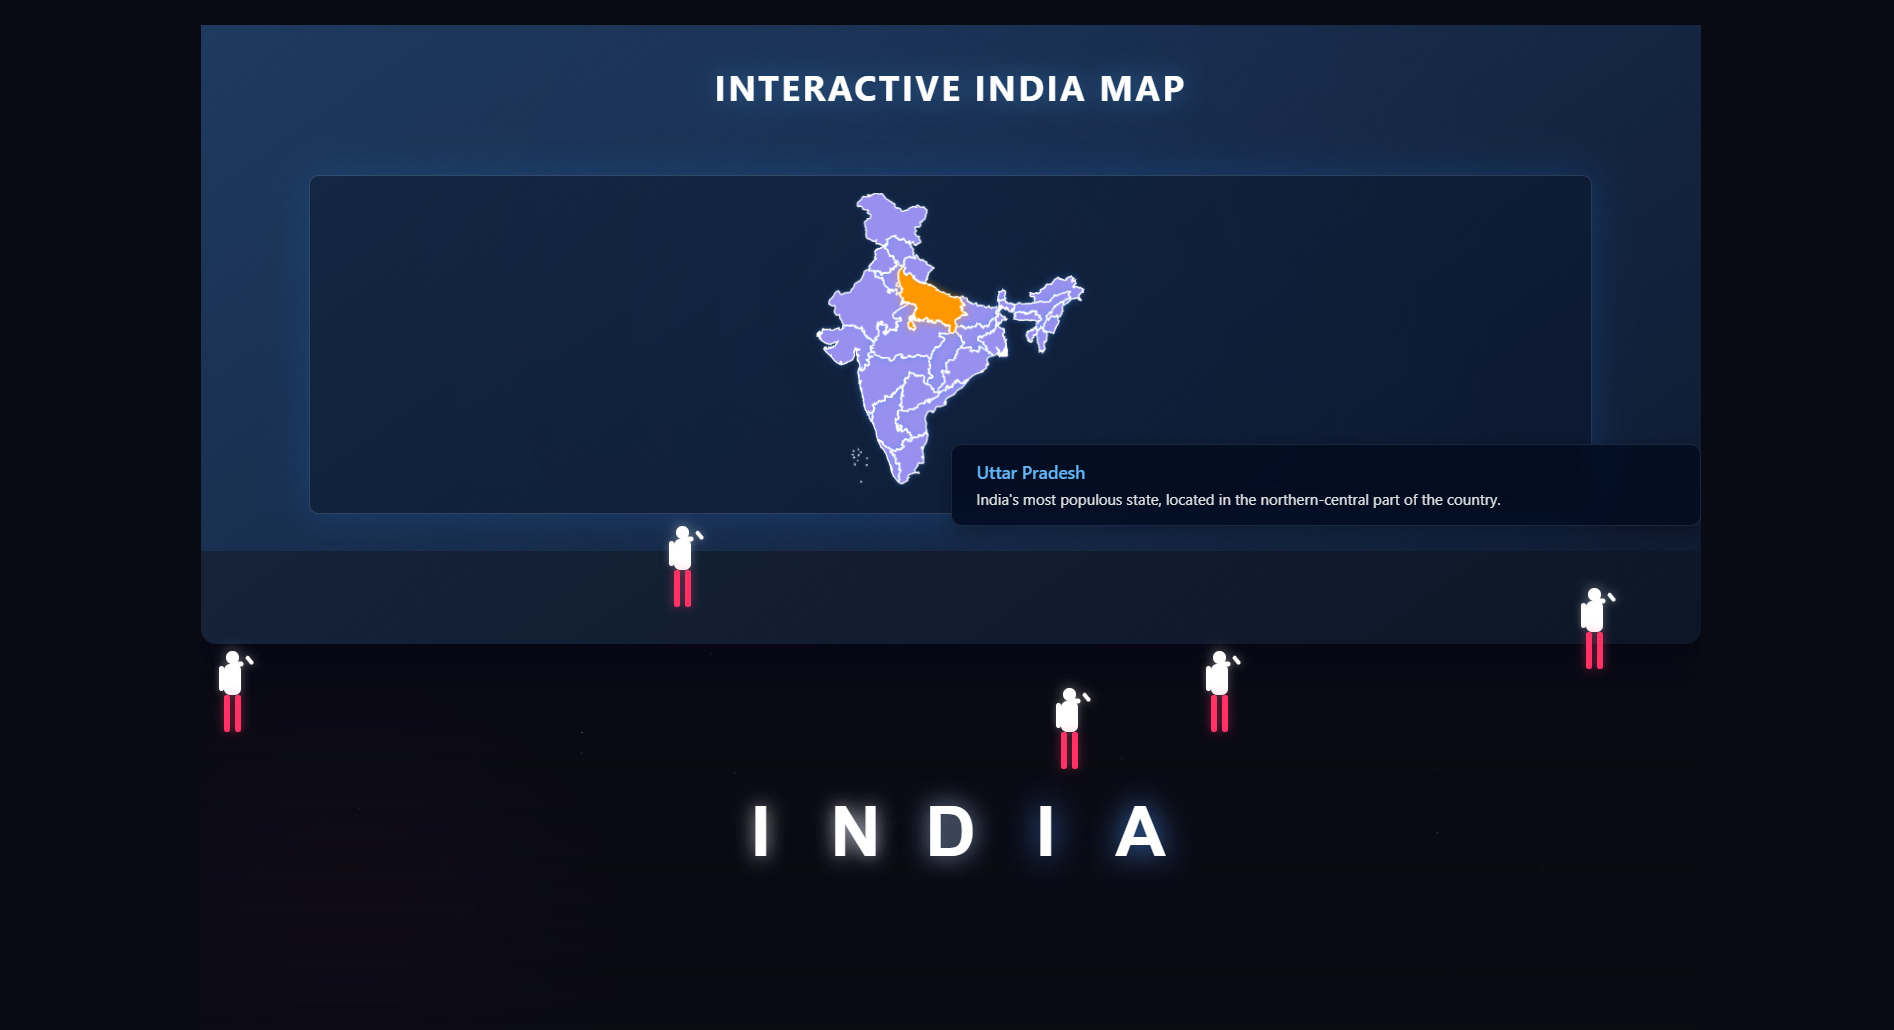 INTERACTIVE INDIA MAP
Uttar Pradesh
India's most populous state, located in the northern-central part of the country.
I N D I A